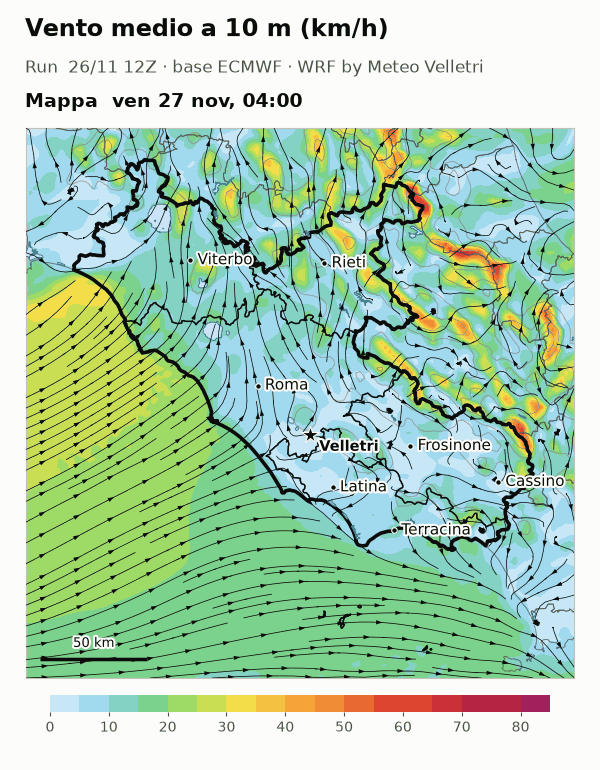 Vento medio a 10 m (km/h)
Run  26/11 12Z · base ECMWF · WRF by Meteo Velletri
Mappa  ven 27 nov, 04:00
Viterbo
Rieti
Roma
Velletri
Frosinone
Cassino
Latina
Terracina
50 km
0 10 20 30 40 50 60 70 80